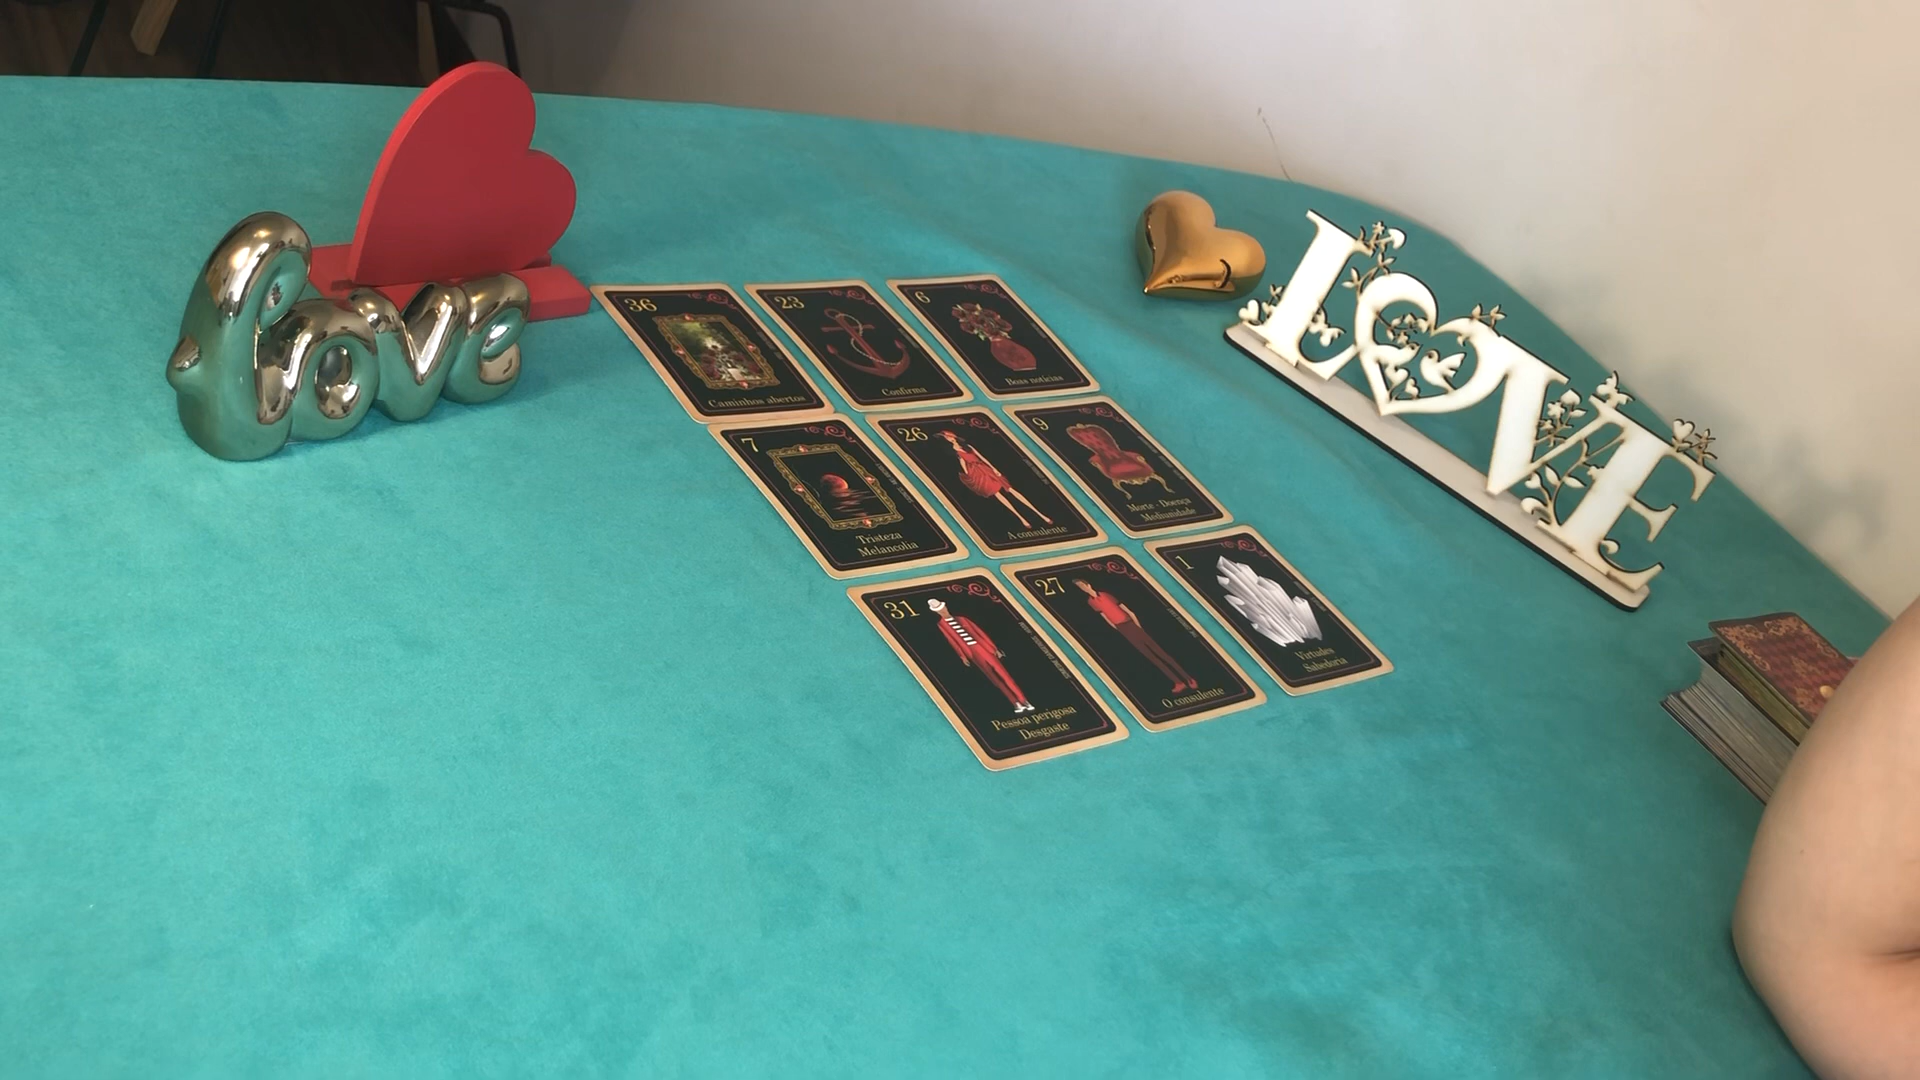 love
LOVE
36
Caminhos abertos
23
Confirma
6
Boas notícias
7
Tristeza
Melancolia
26
A consulente
9
Morte - Doença
Mediunidade
31
Pessoa perigosa
Desgaste
27
O consulente
1
Virtudes
Sabedoria